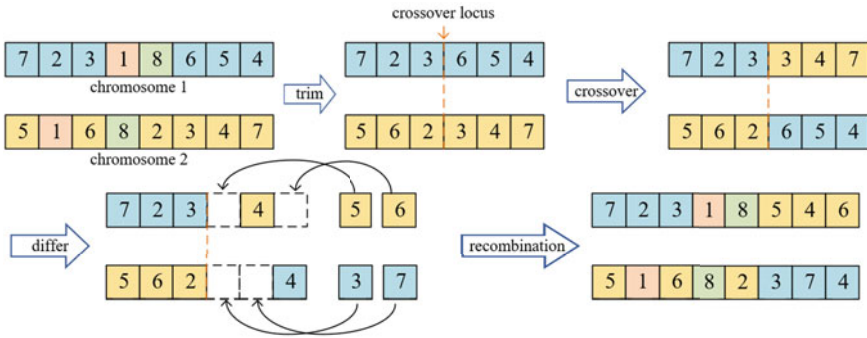 crossover locus
7 2 3 1 8 6 5 4
7 2 3 6 5 4
7 2 3 3 4 7
chromosome 1
trim
crossover
5 1 6 8 2 3 4 7
5 6 2 3 4 7
5 6 2 6 5 4
chromosome 2
7 2 3 4 5 6
7 2 3 1 8 5 4 6
differ
recombination
5 6 2 4 3 7
5 1 6 8 2 3 7 4